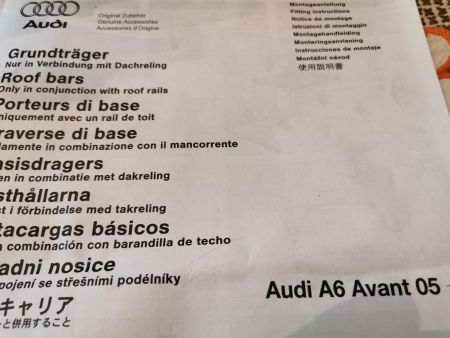 Audi
Original Zubehör
Genuine Accessories
Accessoires d'Origine
Montageanleitung
Fitting instructions
Notice de montage
Istruzioni di montaggio
Montagehandleiding
Monteringsanvisning
Instrucciones de montaje
Montážní návod
使用説明書
Grundträger
Nur in Verbindung mit Dachreling
Roof bars
Only in conjunction with roof rails
Porteurs di base
niquement avec un rail de toit
raverse di base
lamente in combinazione con il mancorrente
asisdragers
en in combinatie met dakreling
sthållarna
st i förbindelse med takreling
tacargas básicos
n combinación con barandilla de techo
adni nosice
pojení se střešními podélníky
キャリア
ーと併用すること
Audi A6 Avant 05